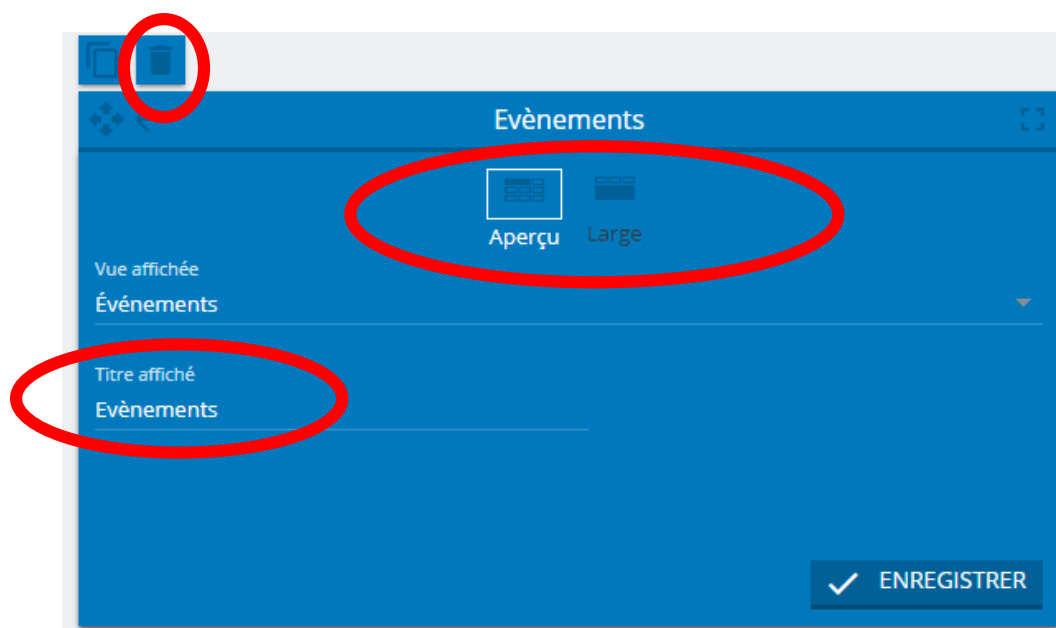 Evènements
Aperçu Large
Vue affichée
Événements
Titre affiché
Evènements
ENREGISTRER